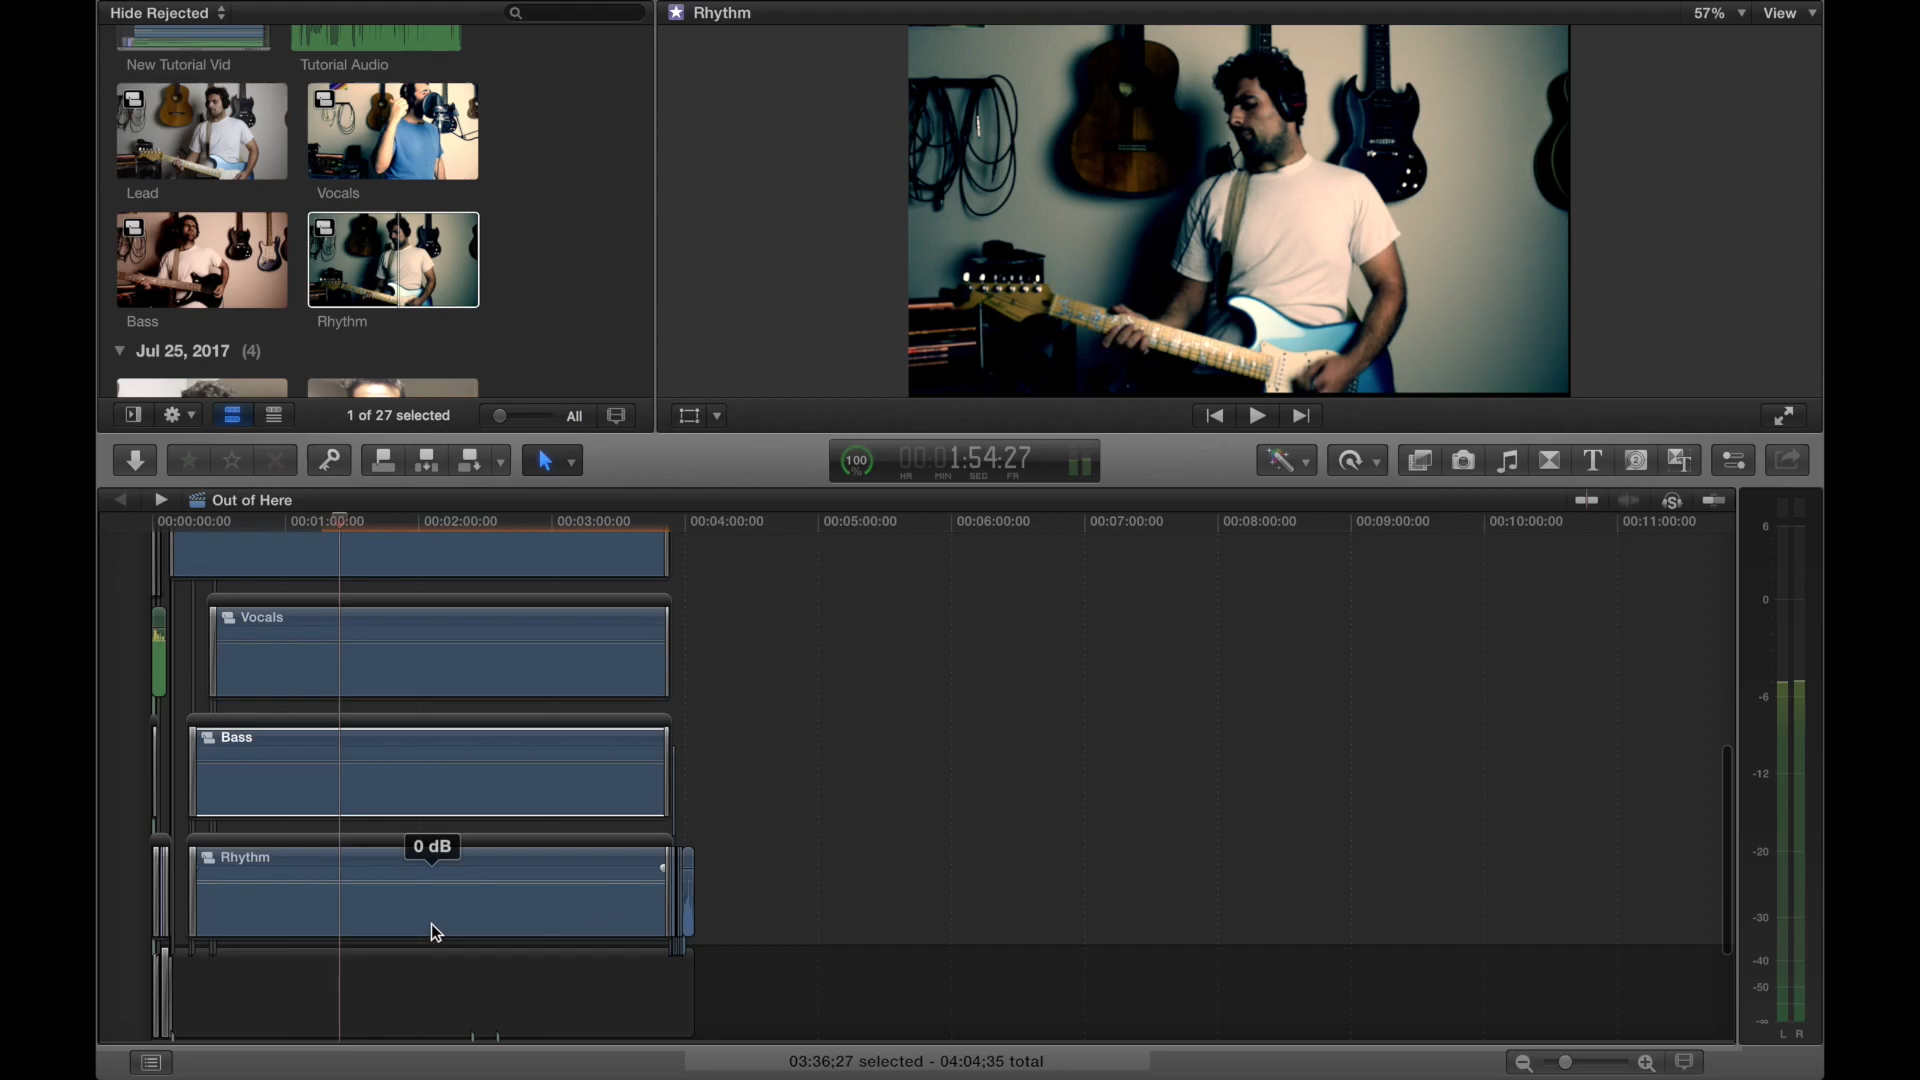 Hide Rejected
Rhythm
57%
View
New Tutorial Vid
Tutorial Audio
Lead
Vocals
Bass
Rhythm
Jul 25, 2017 (4)
1 of 27 selected
All
100
%
00:01:54:27
HR MIN SEC FR
T
2
T
Out of Here
S
00:00:00:00
00:01:00:00
00:02:00:00
00:03:00:00
00:04:00:00
00:05:00:00
00:06:00:00
00:07:00:00
00:08:00:00
00:09:00:00
00:10:00:00
00:11:00:00
Vocals
Bass
0 dB
Rhythm
6
0
-6
-12
-20
-30
-40
-50
-∞
L R
03:36;27 selected - 04:04;35 total